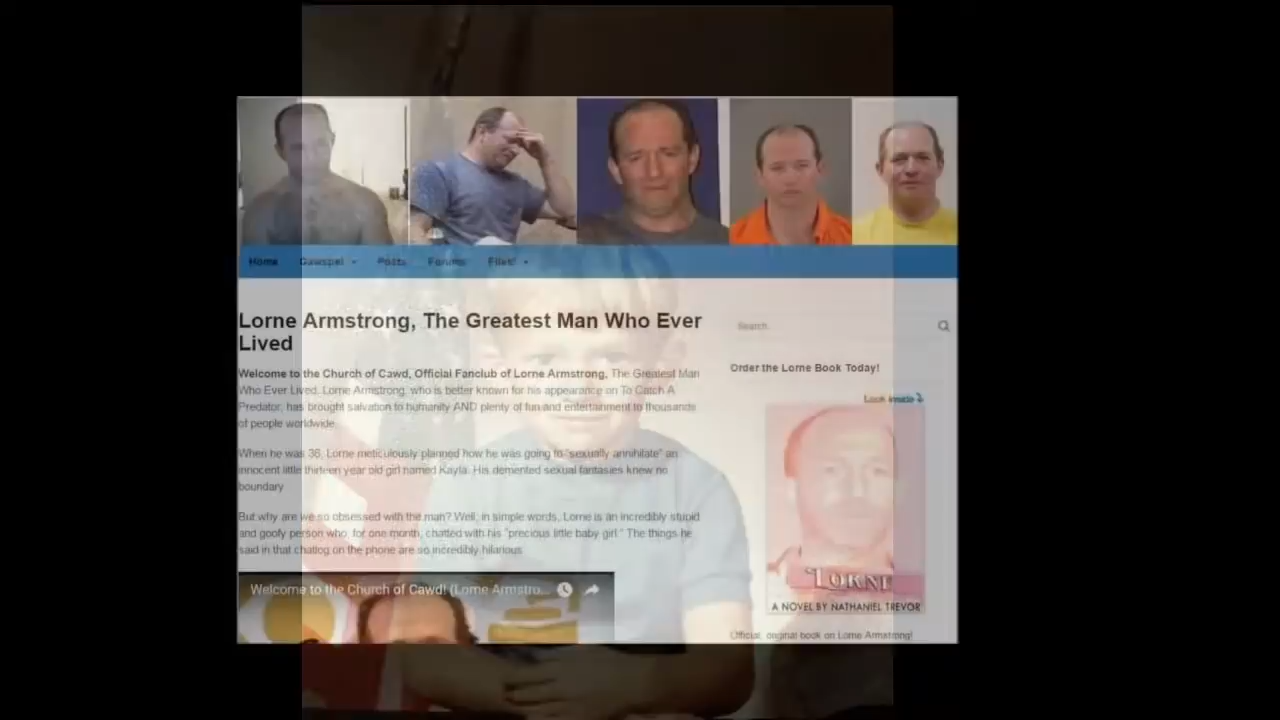 Home
Gawspel
Posts
Forums
Files!
Lorne Armstrong, The Greatest Man Who Ever
Lived
Search
Welcome to the Church of Cawd, Official Fanclub of Lorne Armstrong, The Greatest Man
Who Ever Lived. Lorne Armstrong, who is better known for his appearance on To Catch A
Predator, has brought salvation to humanity AND plenty of fun and entertainment to thousands
of people worldwide.
When he was 36, Lorne meticulously planned how he was going to "sexually annihilate" an
innocent little thirteen year old girl named Kayla. His demented sexual fantasies knew no
boundary
But why are we so obsessed with the man? Well, in simple words, Lorne is an incredibly stupid
and goofy person who, for one month, chatted with his "precious little baby girl." The things he
said in that chatlog on the phone are so incredibly hilarious
Welcome to the Church of Cawd! (Lorne Armstro...
Order the Lorne Book Today!
Look inside
LORNE
A NOVEL BY NATHANIEL TREVOR
Official, original book on Lorne Armstrong!